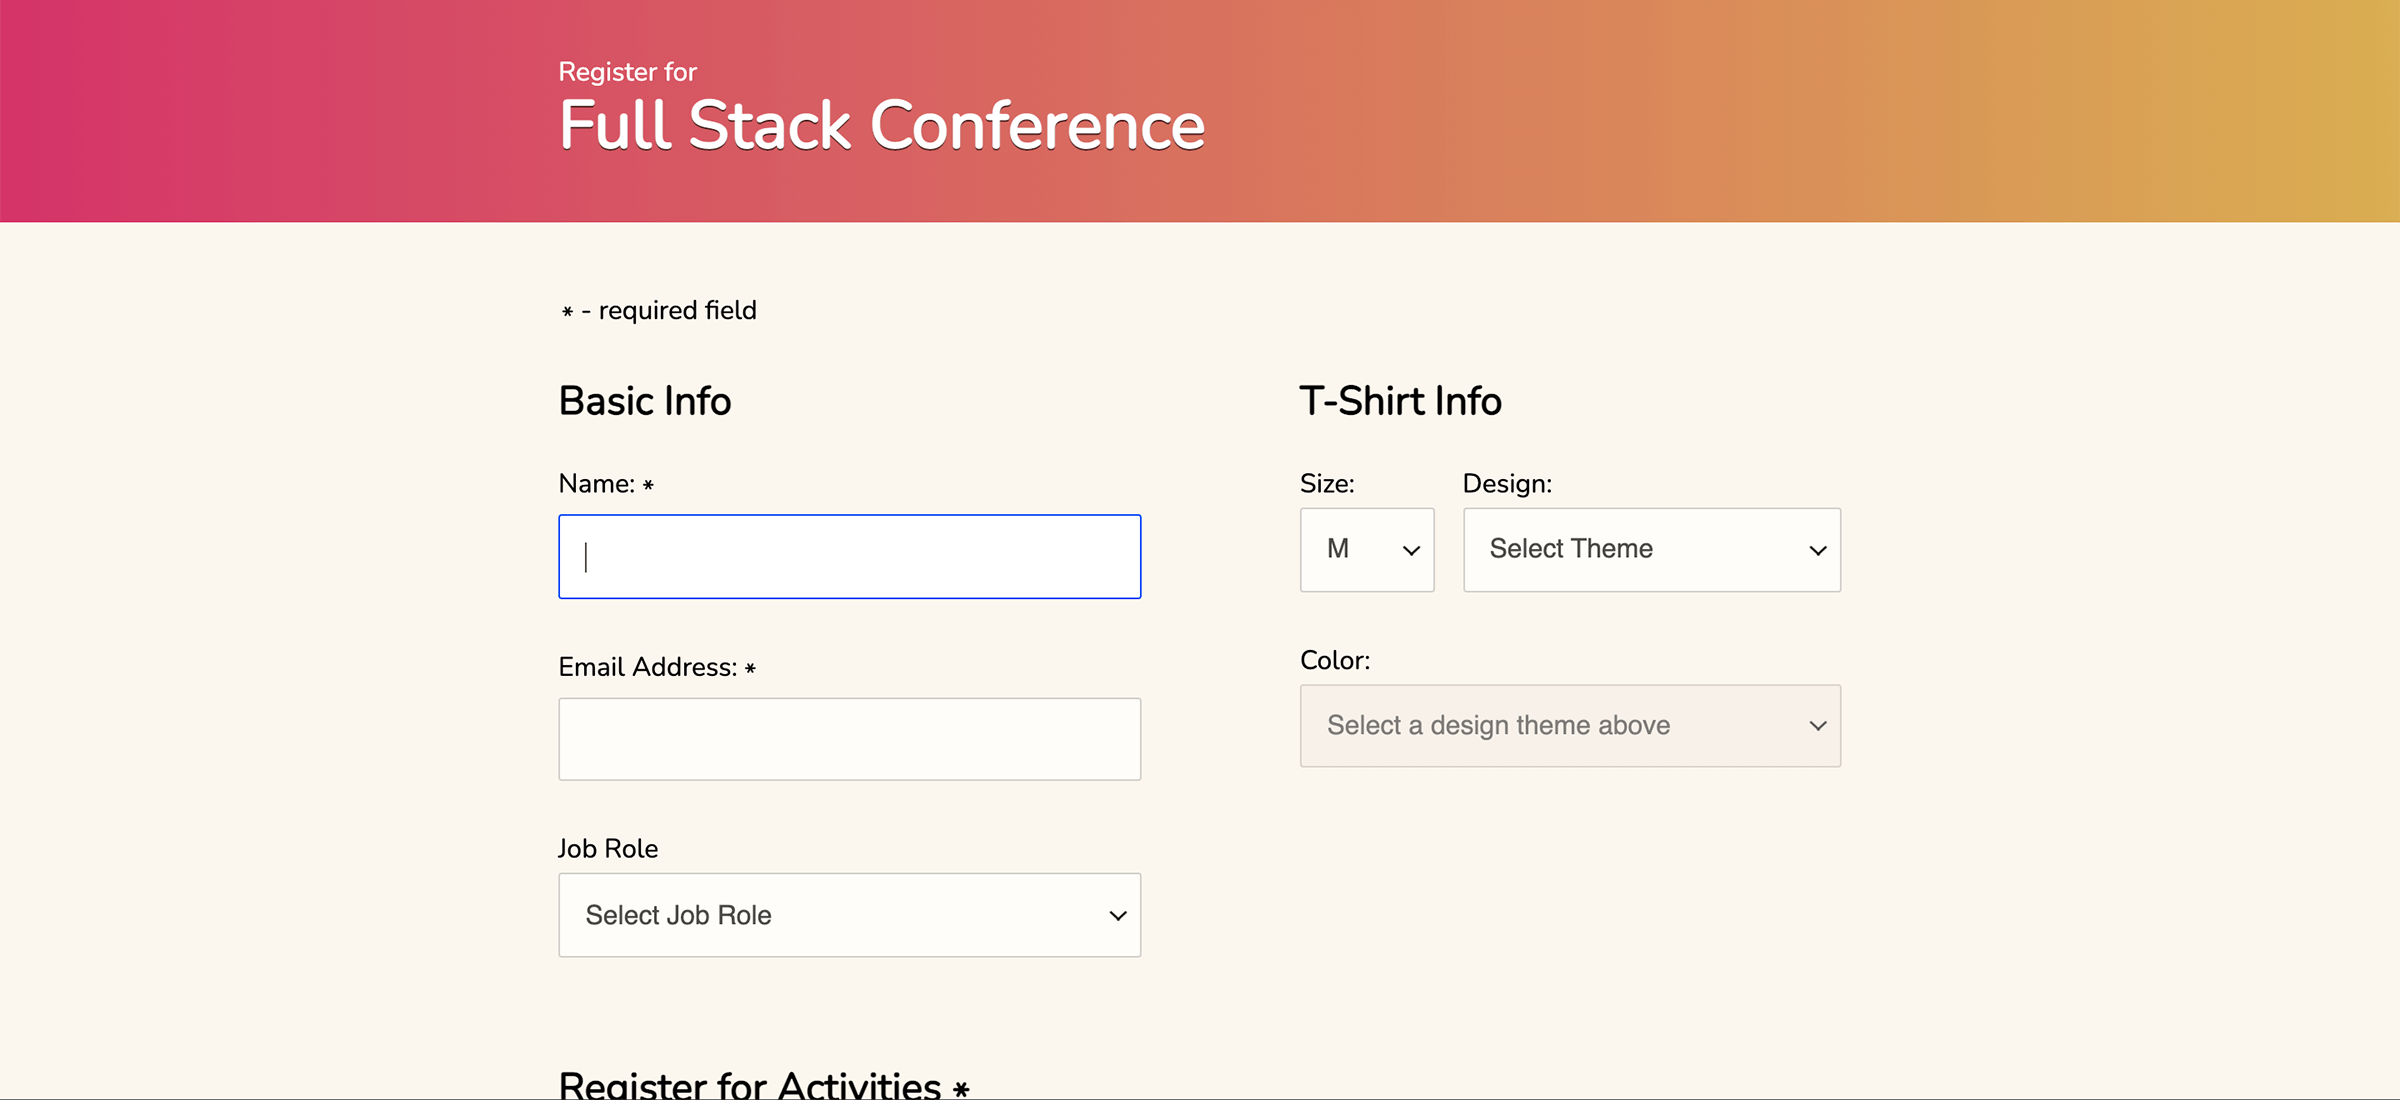 Register for
Full Stack Conference
* - required field
Basic Info
Name: *
Email Address: *
Job Role
Select Job Role
T-Shirt Info
Size:
M
Design:
Select Theme
Color:
Select a design theme above
Register for Activities *